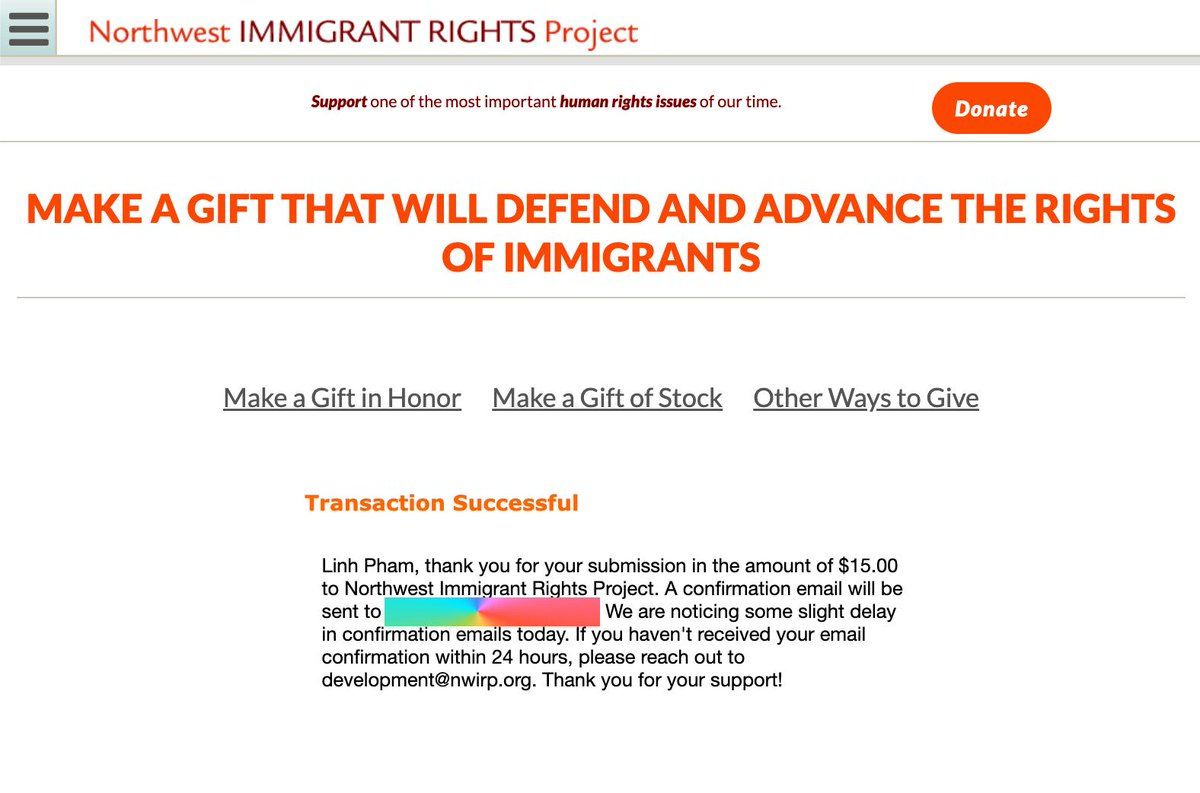 Northwest IMMIGRANT RIGHTS Project
Support one of the most important human rights issues of our time.
Donate
MAKE A GIFT THAT WILL DEFEND AND ADVANCE THE RIGHTS
OF IMMIGRANTS
Make a Gift in Honor
Make a Gift of Stock
Other Ways to Give
Transaction Successful
Linh Pham, thank you for your submission in the amount of $15.00
to Northwest Immigrant Rights Project. A confirmation email will be
sent to We are noticing some slight delay
in confirmation emails today. If you haven't received your email
confirmation within 24 hours, please reach out to
development@nwirp.org. Thank you for your support!